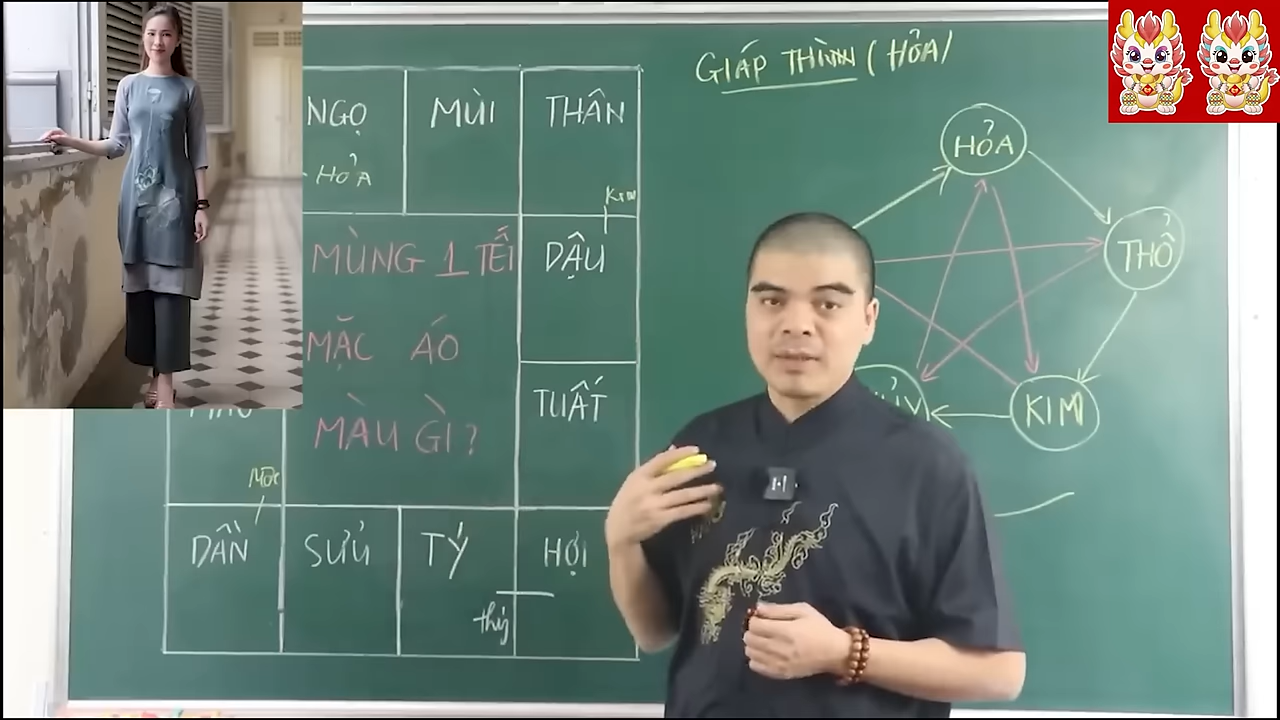 GIÁP THÌNH (HỎA)
NGỌ
MÙI
THÂN
HỎA
Kim
HỎA
THỔ
KIM
MÙNG 1 TẾT
MẶC ÁO
MÀU GÌ?
DẬU
TUẤT
Mộc
DẦN
SỬU
TÝ
HỢI
thủy